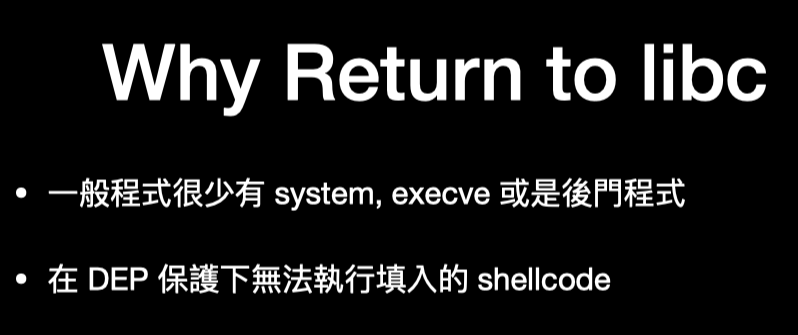 Why Return to libc
• 一般程式很少有 system, execve 或是後門程式
• 在 DEP 保護下無法執行填入的 shellcode